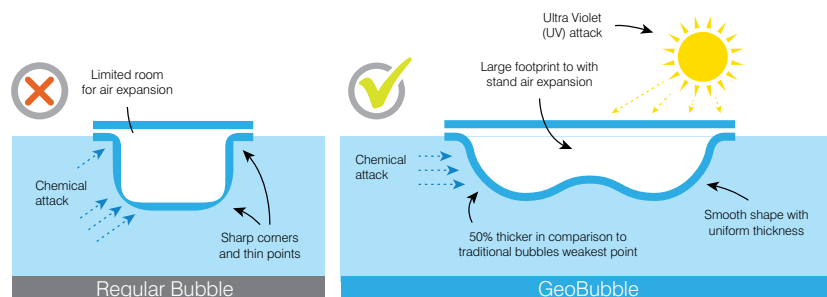 Limited room
for air expansion
Chemical
attack
Sharp corners
and thin points
Regular Bubble
Ultra Violet
(UV) attack
Large footprint to with
stand air expansion
Chemical
attack
50% thicker in comparison to
traditional bubbles weakest point
Smooth shape with
uniform thickness
GeoBubble